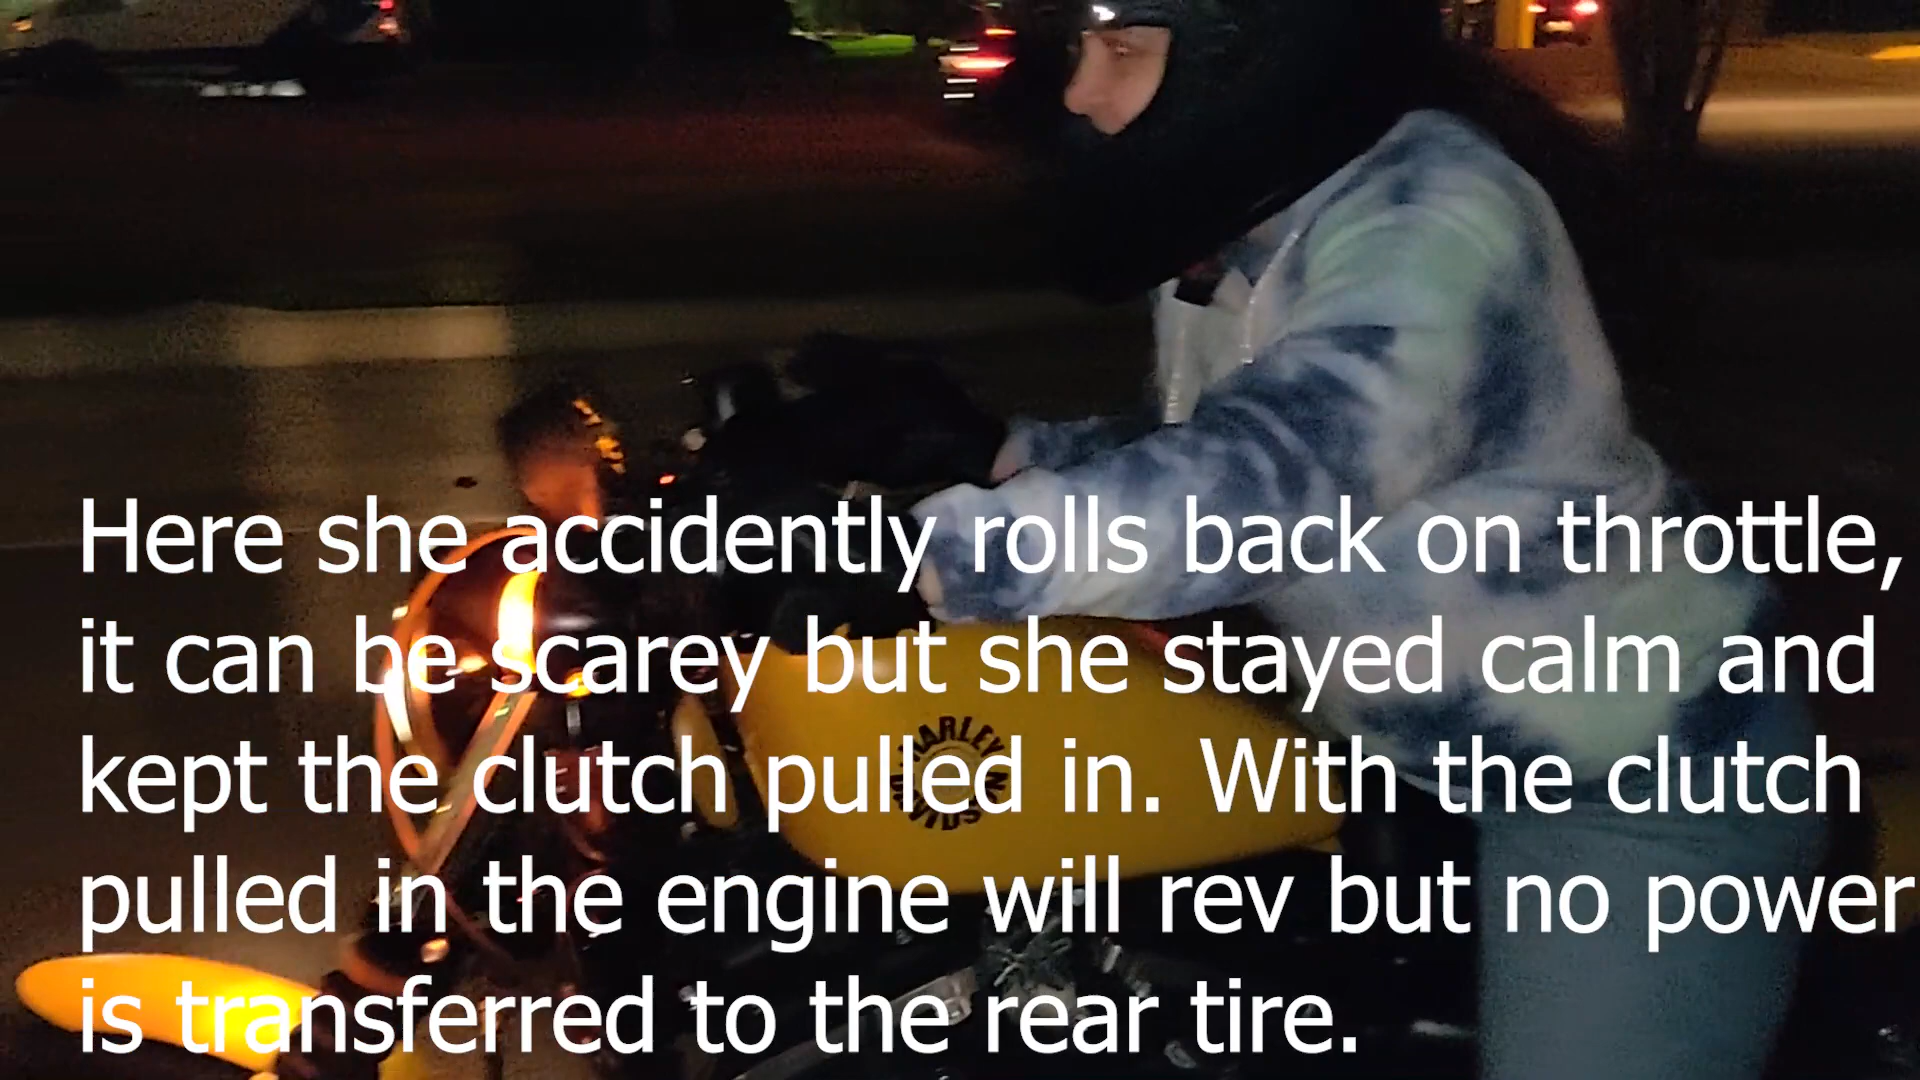 Here she accidently rolls back on throttle,
it can be scarey but she stayed calm and
kept the clutch pulled in. With the clutch
pulled in the engine will rev but no power
is transferred to the rear tire.
HARLEY